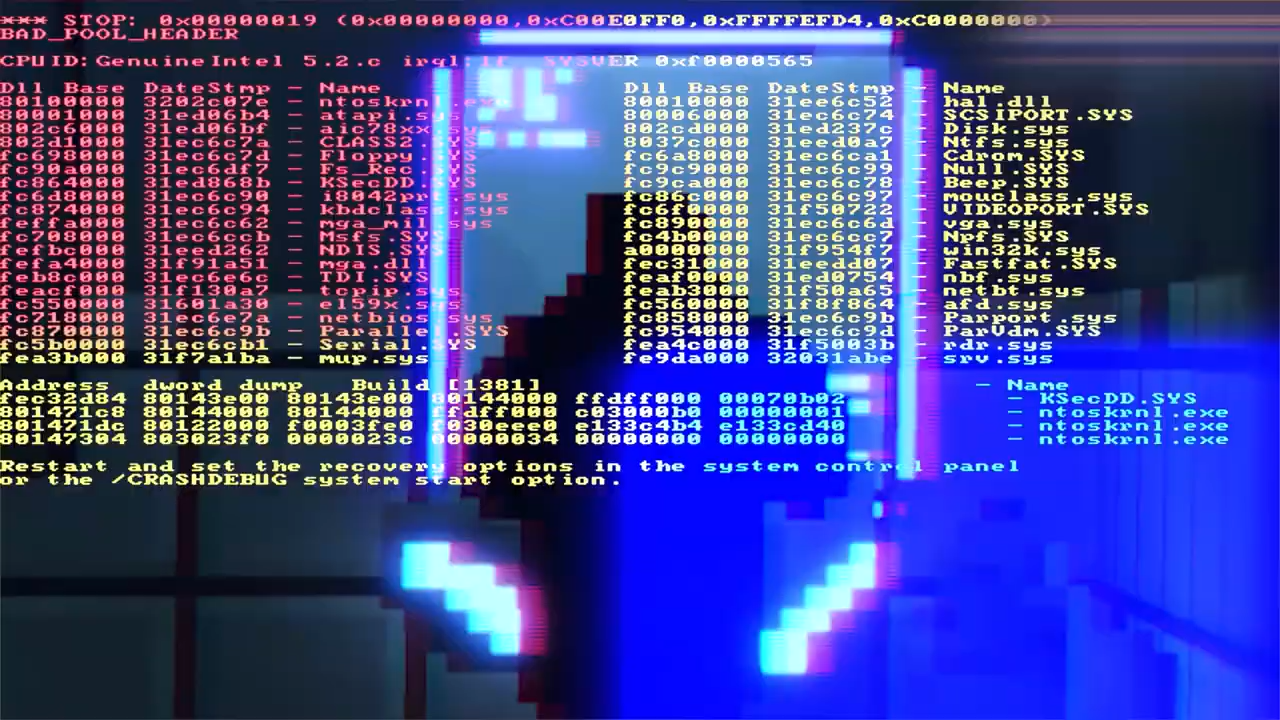 *** STOP: 0x00000019 (0x00000000,0xC00E0FF0,0xFFFFEFD4,0xC0000000)
BAD_POOL_HEADER
CPUID:GenuineIntel 5.2.c irql:1f SYSVER 0xf0000565
Dll Base DateStmp - Name Dll Base DateStmp - Name
80100000 3202c07e - ntoskrnl.exe 80010000 31ee6c52 - hal.dll
80001000 31ed06b4 - atapi.sys 80006000 31ec6c74 - SCSIPORT.SYS
802c6000 31ed06bf - aic78xx.sys 802cd000 31ed237c - Disk.sys
802d1000 31ec6c7a - CLASS2.SYS 8037c000 31eed0a7 - Ntfs.sys
fc698000 31ec6c7d - Floppy.SYS fc6a8000 31ec6ca1 - Cdrom.SYS
fc90a000 31ec6df7 - Fs_Rec.SYS fc9c9000 31ec6c99 - Null.SYS
fc864000 31ed868b - KSecDD.SYS fc9ca000 31ec6c78 - Beep.SYS
fc6d8000 31ec6c90 - i8042prt.sys fc86c000 31ec6c97 - mouclass.sys
fc874000 31ec6c94 - kbdclass.sys fc6f0000 31f50722 - VIDEOPORT.SYS
feffa000 31ec6c62 - mga_mil.sys fc890000 31ec6c6d - vga.sys
fc708000 31ec6ccb - Msfs.SYS fc4b0000 31ec6cc7 - Npfs.SYS
fefbc000 31eed262 - NDIS.SYS a0000000 31f954f7 - win32k.sys
fefa4000 31f91a51 - mga.dll fec31000 31eedd07 - Fastfat.SYS
feb8c000 31ec6e6c - TDI.SYS feaf0000 31ed0754 - nbf.sys
feacf000 31f130a7 - tcpip.sys feab3000 31f50a65 - netbt.sys
fc550000 31601a30 - el59x.sys fc560000 31f8f864 - afd.sys
fc718000 31ec6e7a - netbios.sys fc858000 31ec6c9b - Parport.sys
fc870000 31ec6c9b - Parallel.SYS fc954000 31ec6c9d - ParVdm.SYS
fc5b0000 31ec6cb1 - Serial.SYS fea4c000 31f5003b - rdr.sys
fea3b000 31f7a1ba - mup.sys fe9da000 32031abe - srv.sys
Address dword dump Build [1381] - Name
fec32d84 80143e00 80143e00 80144000 ffdff000 00070b02 - KSecDD.SYS
801471c8 80144000 80144000 ffdff000 c03000b0 00000001 - ntoskrnl.exe
801471dc 80122000 f0003fe0 f030eee0 e133c4b4 e133cd40 - ntoskrnl.exe
80147304 803023f0 0000023c 00000034 00000000 00000000 - ntoskrnl.exe
Restart and set the recovery options in the system control panel
or the /CRASHDEBUG system start option.